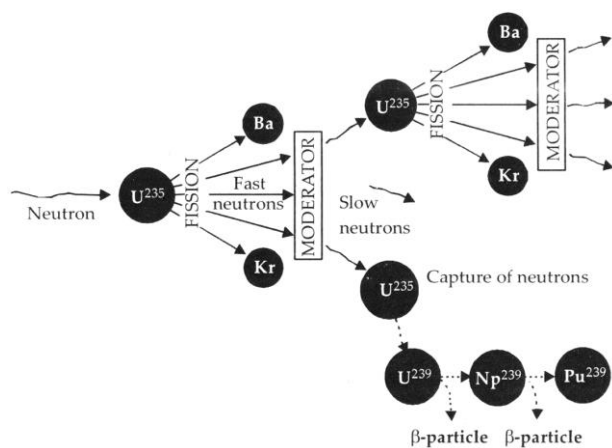 Ba
U²³⁵
FISSION
MODERATOR
Kr
Ba
U²³⁵
FISSION
Fast
neutrons
MODERATOR
Kr
Neutron
Slow
neutrons
U²³⁵
Capture of neutrons
U²³⁹
Np²³⁹
Pu²³⁹
β-particle
β-particle